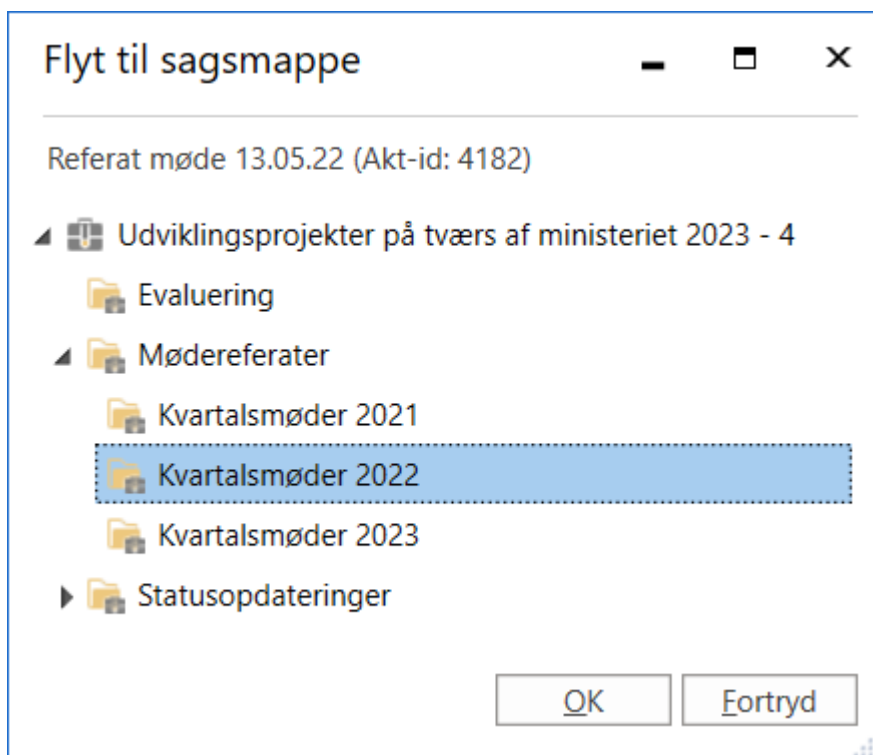 Flyt til sagsmappe
Referat møde 13.05.22 (Akt-id: 4182)
Udviklingsprojekter på tværs af ministeriet 2023 - 4
Evaluering
Mødereferater
Kvartalsmøder 2021
Kvartalsmøder 2022
Kvartalsmøder 2023
Statusopdateringer
OK Fortryd